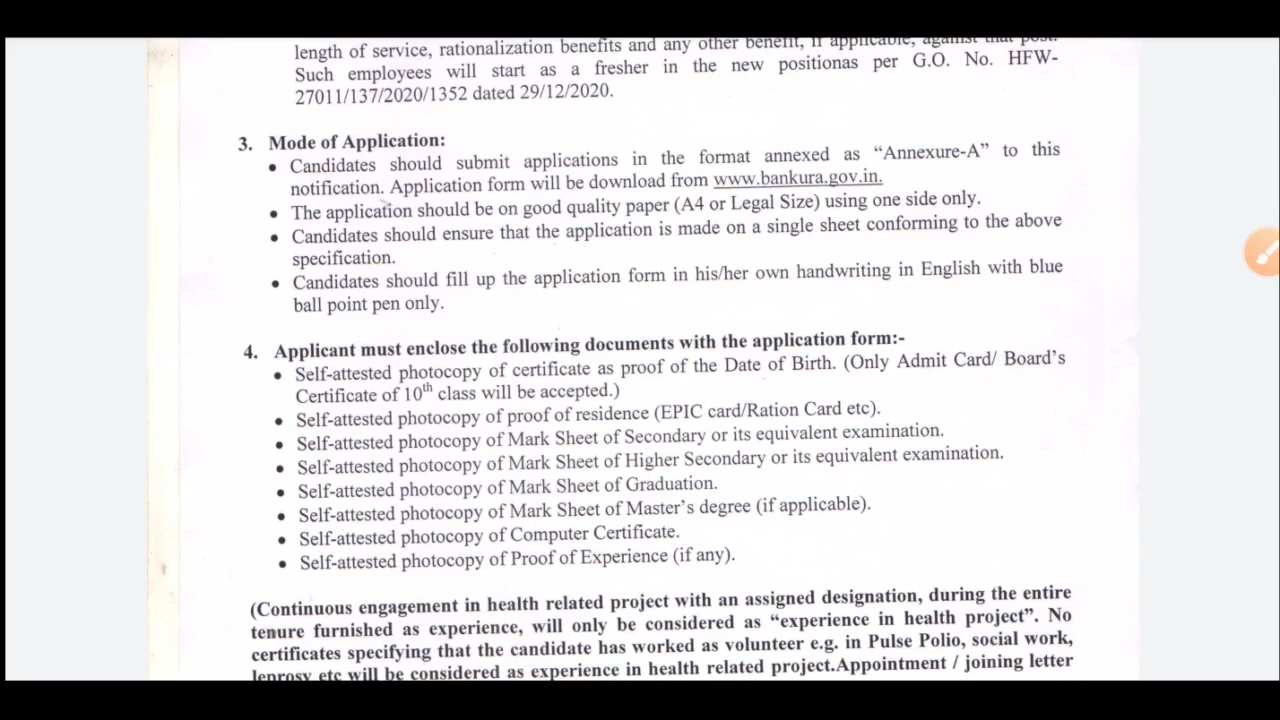 length of service, rationalization benefits and any other benefit, if applicable, against that post.
Such employees will start as a fresher in the new positionas per G.O. No. HFW-
27011/137/2020/1352 dated 29/12/2020.
3. Mode of Application:
• Candidates should submit applications in the format annexed as “Annexure-A” to this
notification. Application form will be download from www.bankura.gov.in.
• The application should be on good quality paper (A4 or Legal Size) using one side only.
• Candidates should ensure that the application is made on a single sheet conforming to the above
specification.
• Candidates should fill up the application form in his/her own handwriting in English with blue
ball point pen only.
4. Applicant must enclose the following documents with the application form:-
• Self-attested photocopy of certificate as proof of the Date of Birth. (Only Admit Card/ Board’s
Certificate of 10th class will be accepted.)
• Self-attested photocopy of proof of residence (EPIC card/Ration Card etc).
• Self-attested photocopy of Mark Sheet of Secondary or its equivalent examination.
• Self-attested photocopy of Mark Sheet of Higher Secondary or its equivalent examination.
• Self-attested photocopy of Mark Sheet of Graduation.
• Self-attested photocopy of Mark Sheet of Master’s degree (if applicable).
• Self-attested photocopy of Computer Certificate.
• Self-attested photocopy of Proof of Experience (if any).
(Continuous engagement in health related project with an assigned designation, during the entire
tenure furnished as experience, will only be considered as “experience in health project”. No
certificates specifying that the candidate has worked as volunteer e.g. in Pulse Polio, social work,
leprosy etc will be considered as experience in health related project.Appointment / joining letter